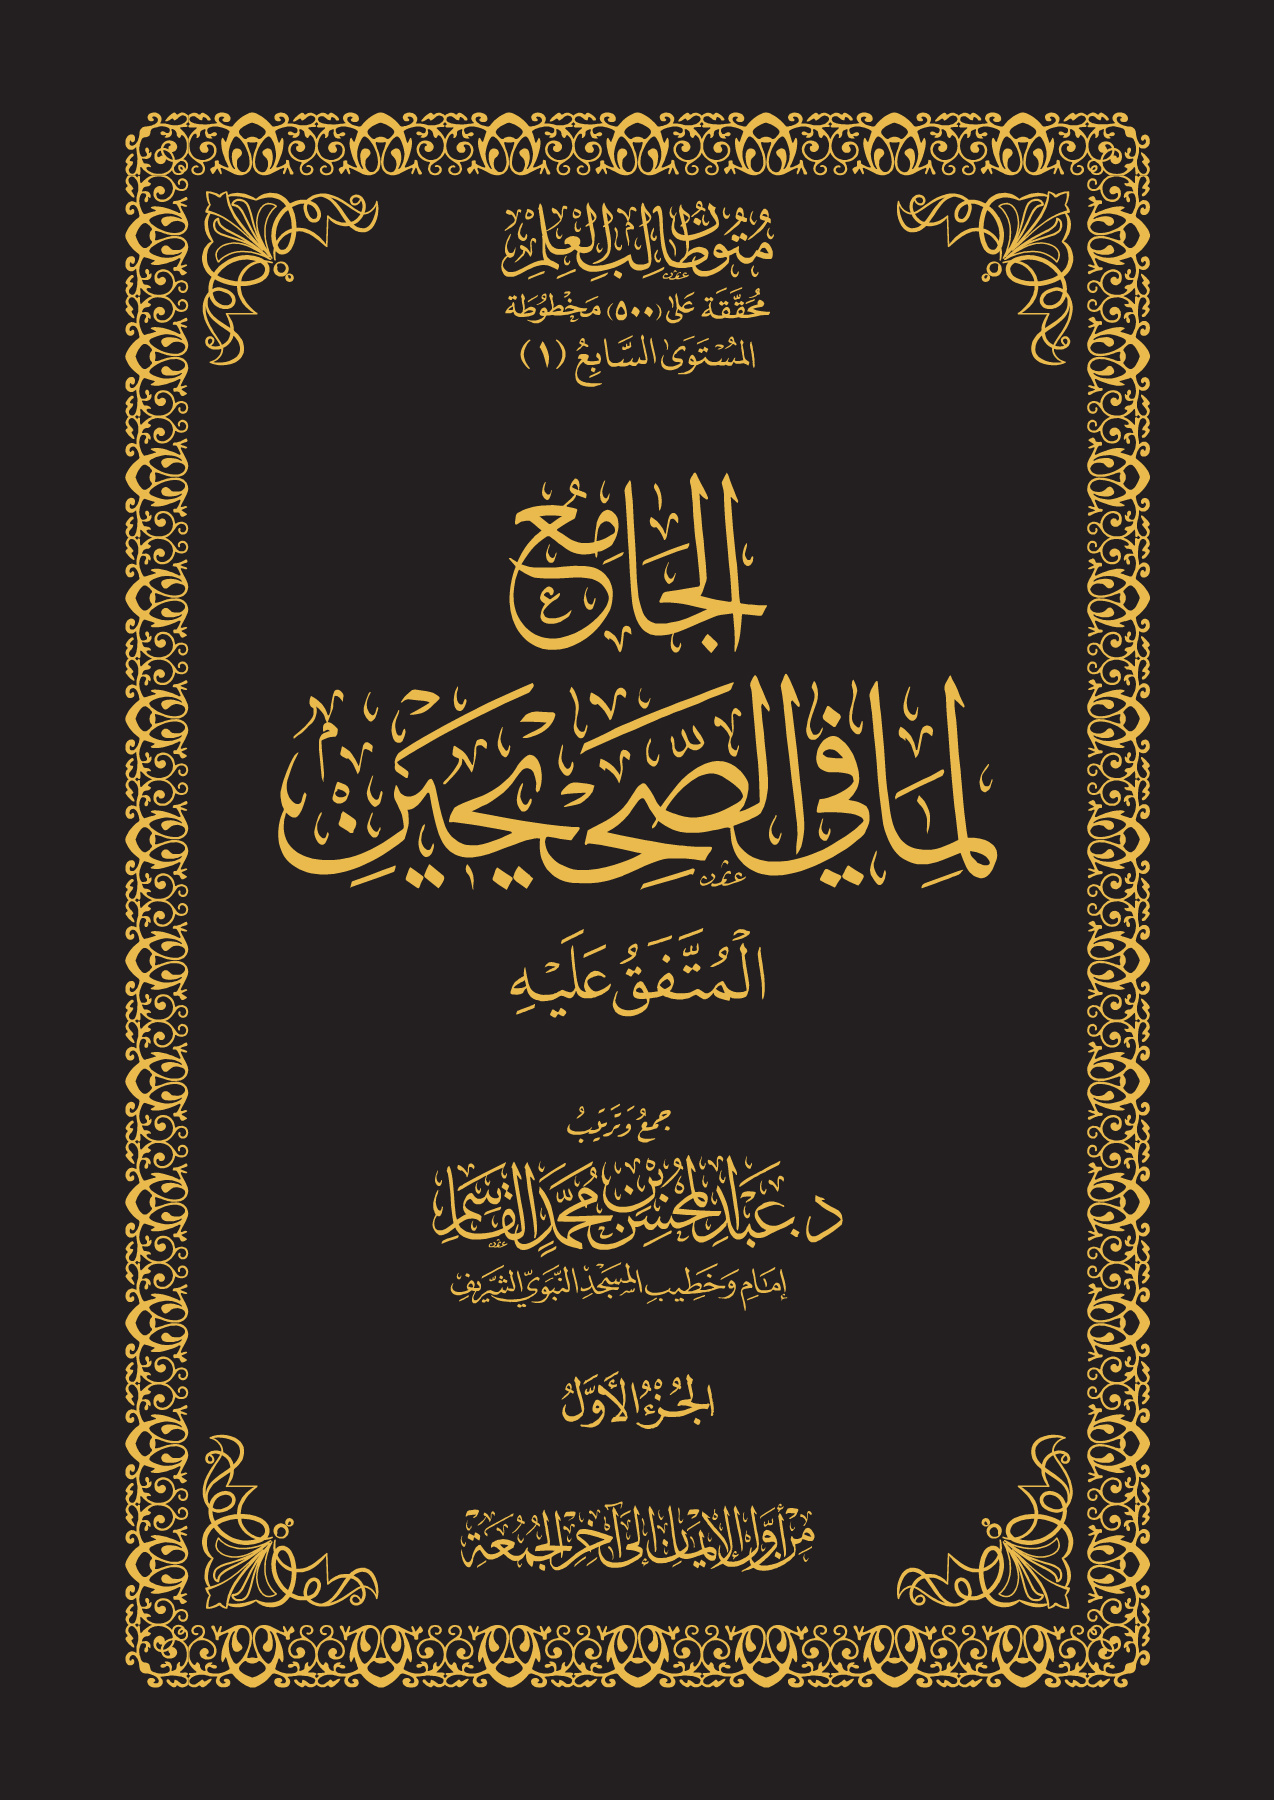 مُتُونُ طَالِبِ العِلْمِ
مُحَقَّقَة عَلَى (٥٠٠) مَخْطُوطَة
المُسْتَوَى السَّابِعُ (١)
الجَامِعُ
لِمَا فِي الصَّحِيحَيْنِ
المُتَّفَقُ عَلَيْهِ
جَمْعُ وَتَرْتِيبُ
د. عَبْدِ المُحْسِنِ بْنِ مُحَمَّدٍ القَاسِمِ
إِمَامِ وَخَطِيبِ المَسْجِدِ النَّبَوِيِّ الشَّرِيفِ
الجُزْءُ الأَوَّلُ
مِنْ أَوَّلِ الإِيمَانِ إِلَى آخِرِ الجُمُعَةِ